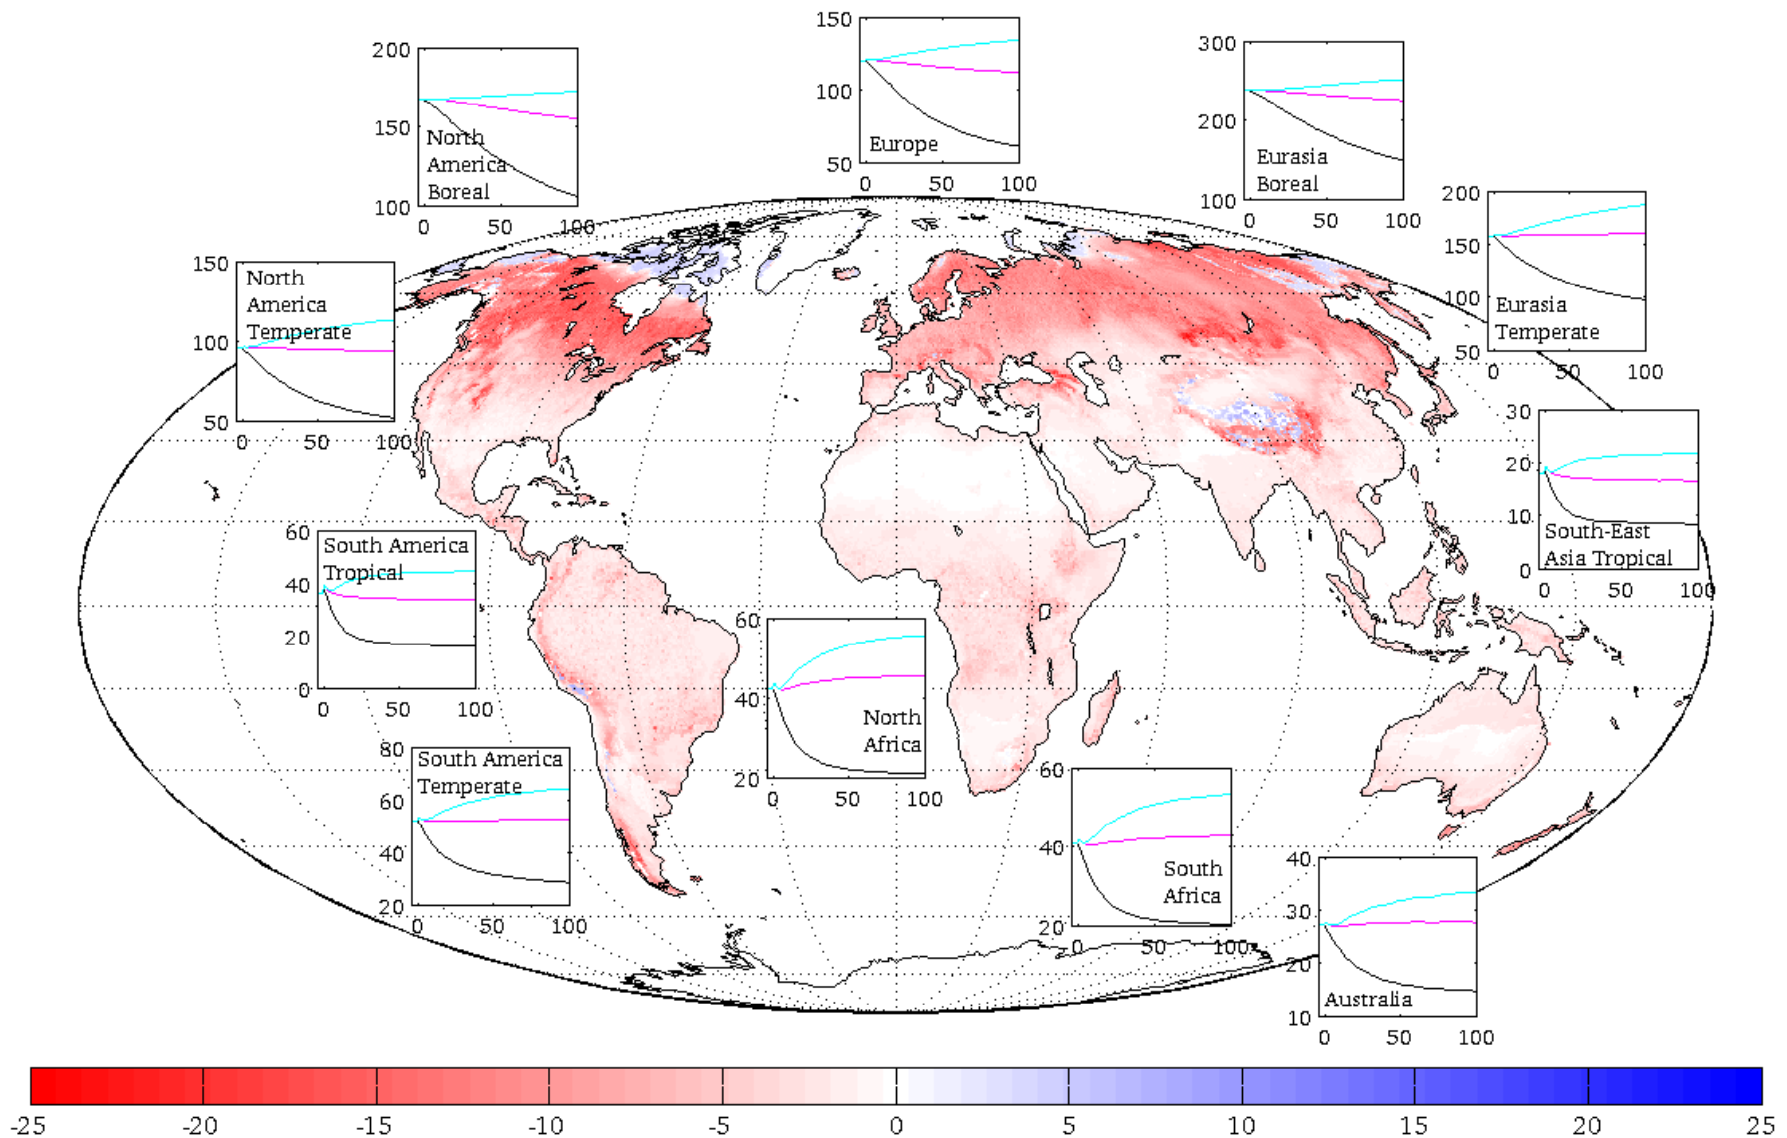 200
150
100
North
America
Boreal
0 50 100
150
100
50
Europe
0 50 100
300
200
100
Eurasia
Boreal
0 50 100
200
150
100
50
Eurasia
Temperate
0 50 100
150
100
50
North
America
Temperate
0 50 100
30
20
10
0
South-East
Asia Tropical
0 50 100
60
40
20
0
South America
Tropical
0 50 100
60
40
20
North
Africa
0 50 100
80
60
40
20
South America
Temperate
0 50 100
60
40
20
South
Africa
0 50 100
40
30
20
10
Australia
0 50 100
-25 -20 -15 -10 -5 0 5 10 15 20 25